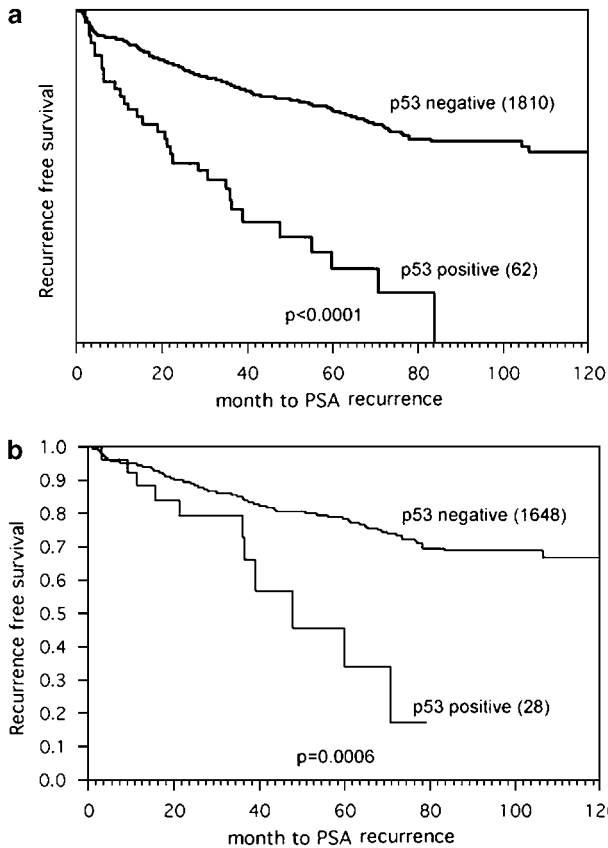 a
Recurrence free survival
p53 negative (1810)
p53 positive (62)
p<0.0001
0 20 40 60 80 100 120
month to PSA recurrence
b
Recurrence free survival
1.0
0.9
0.8
0.7
0.6
0.5
0.4
0.3
0.2
0.1
0.0
p53 negative (1648)
p53 positive (28)
p=0.0006
0 20 40 60 80 100 120
month to PSA recurrence